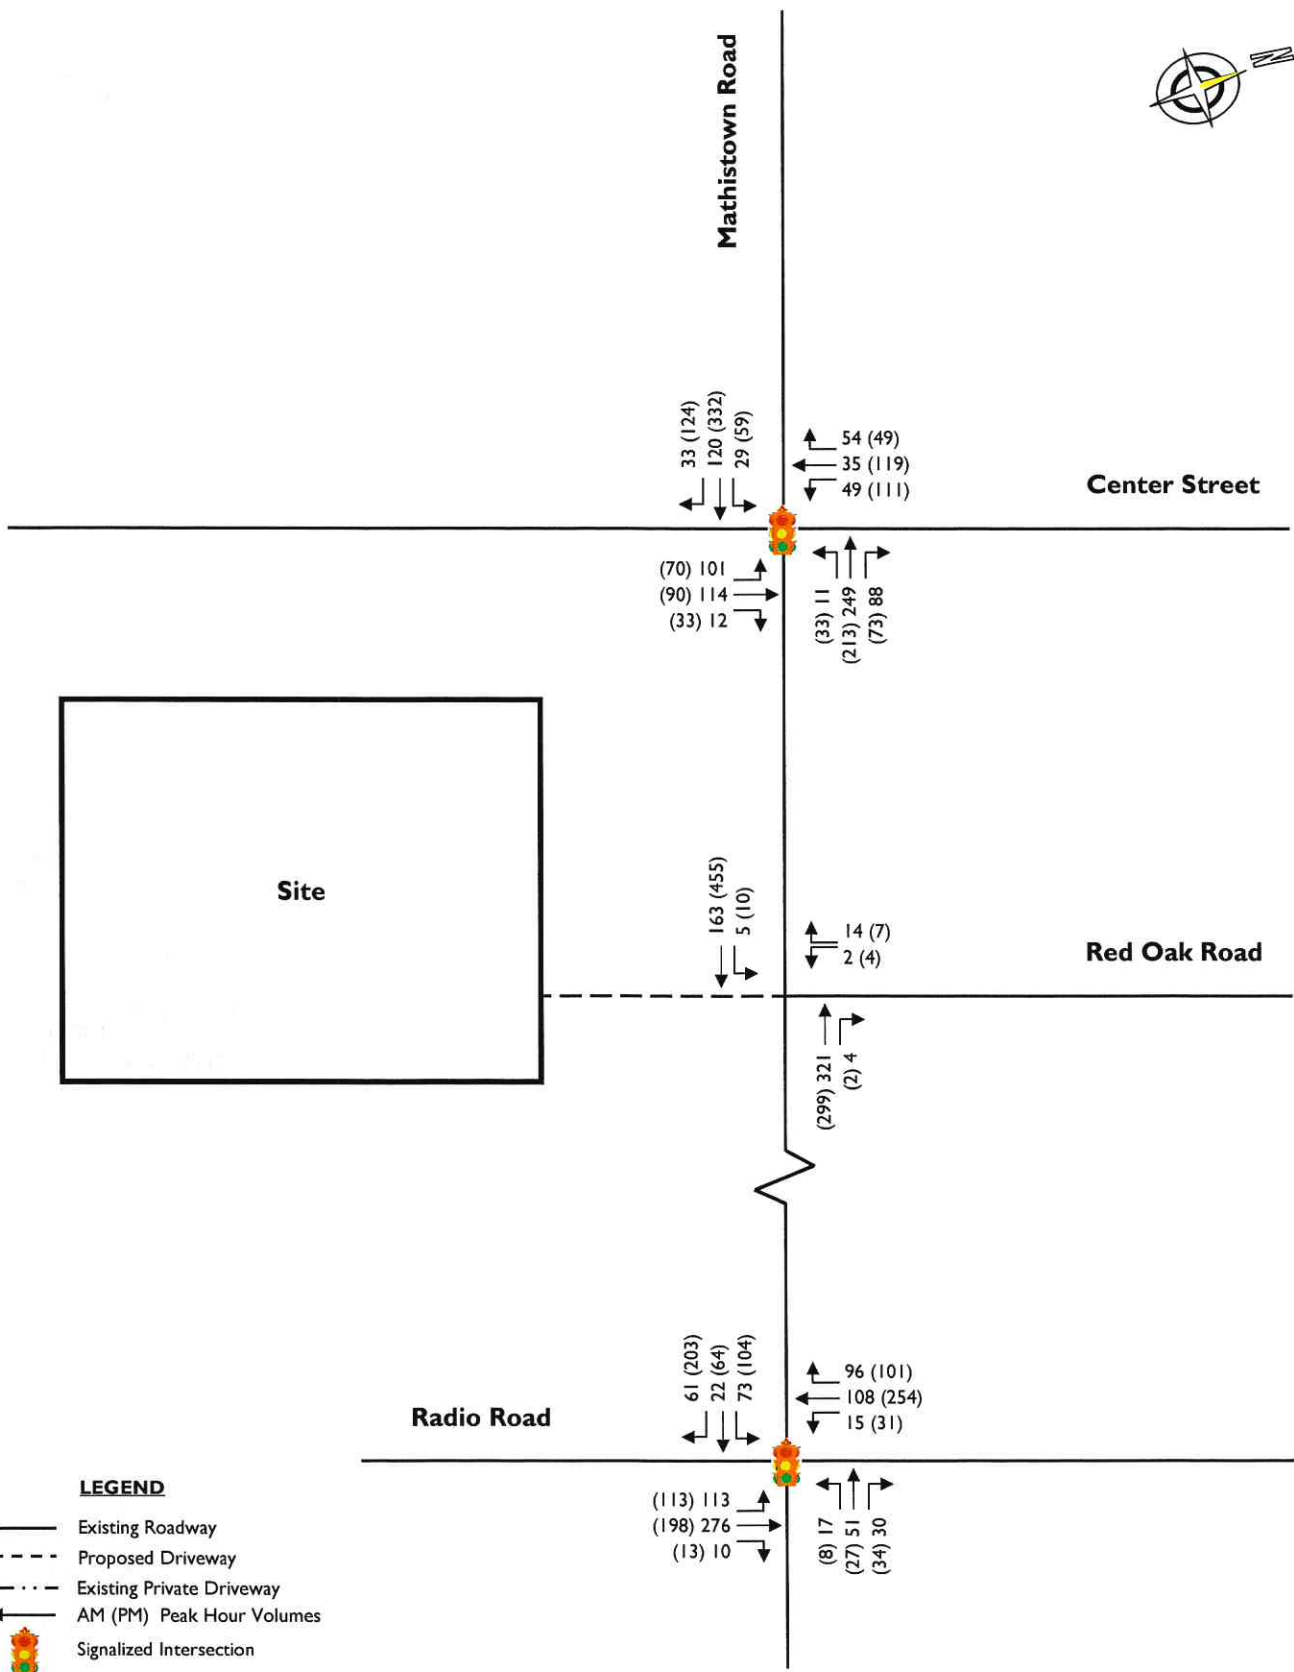 N
Mathistown Road
33 (124)
120 (332)
29 (59)
54 (49)
35 (119)
49 (111)
Center Street
(70) 101
(90) 114
(33) 12
(33) 11
(213) 249
(73) 88
Site
163 (455)
5 (10)
14 (7)
2 (4)
Red Oak Road
(299) 321
(2) 4
61 (203)
22 (64)
73 (104)
96 (101)
108 (254)
15 (31)
Radio Road
(113) 113
(198) 276
(13) 10
(8) 17
(27) 51
(34) 30
LEGEND
Existing Roadway
Proposed Driveway
Existing Private Driveway
AM (PM) Peak Hour Volumes
Signalized Intersection